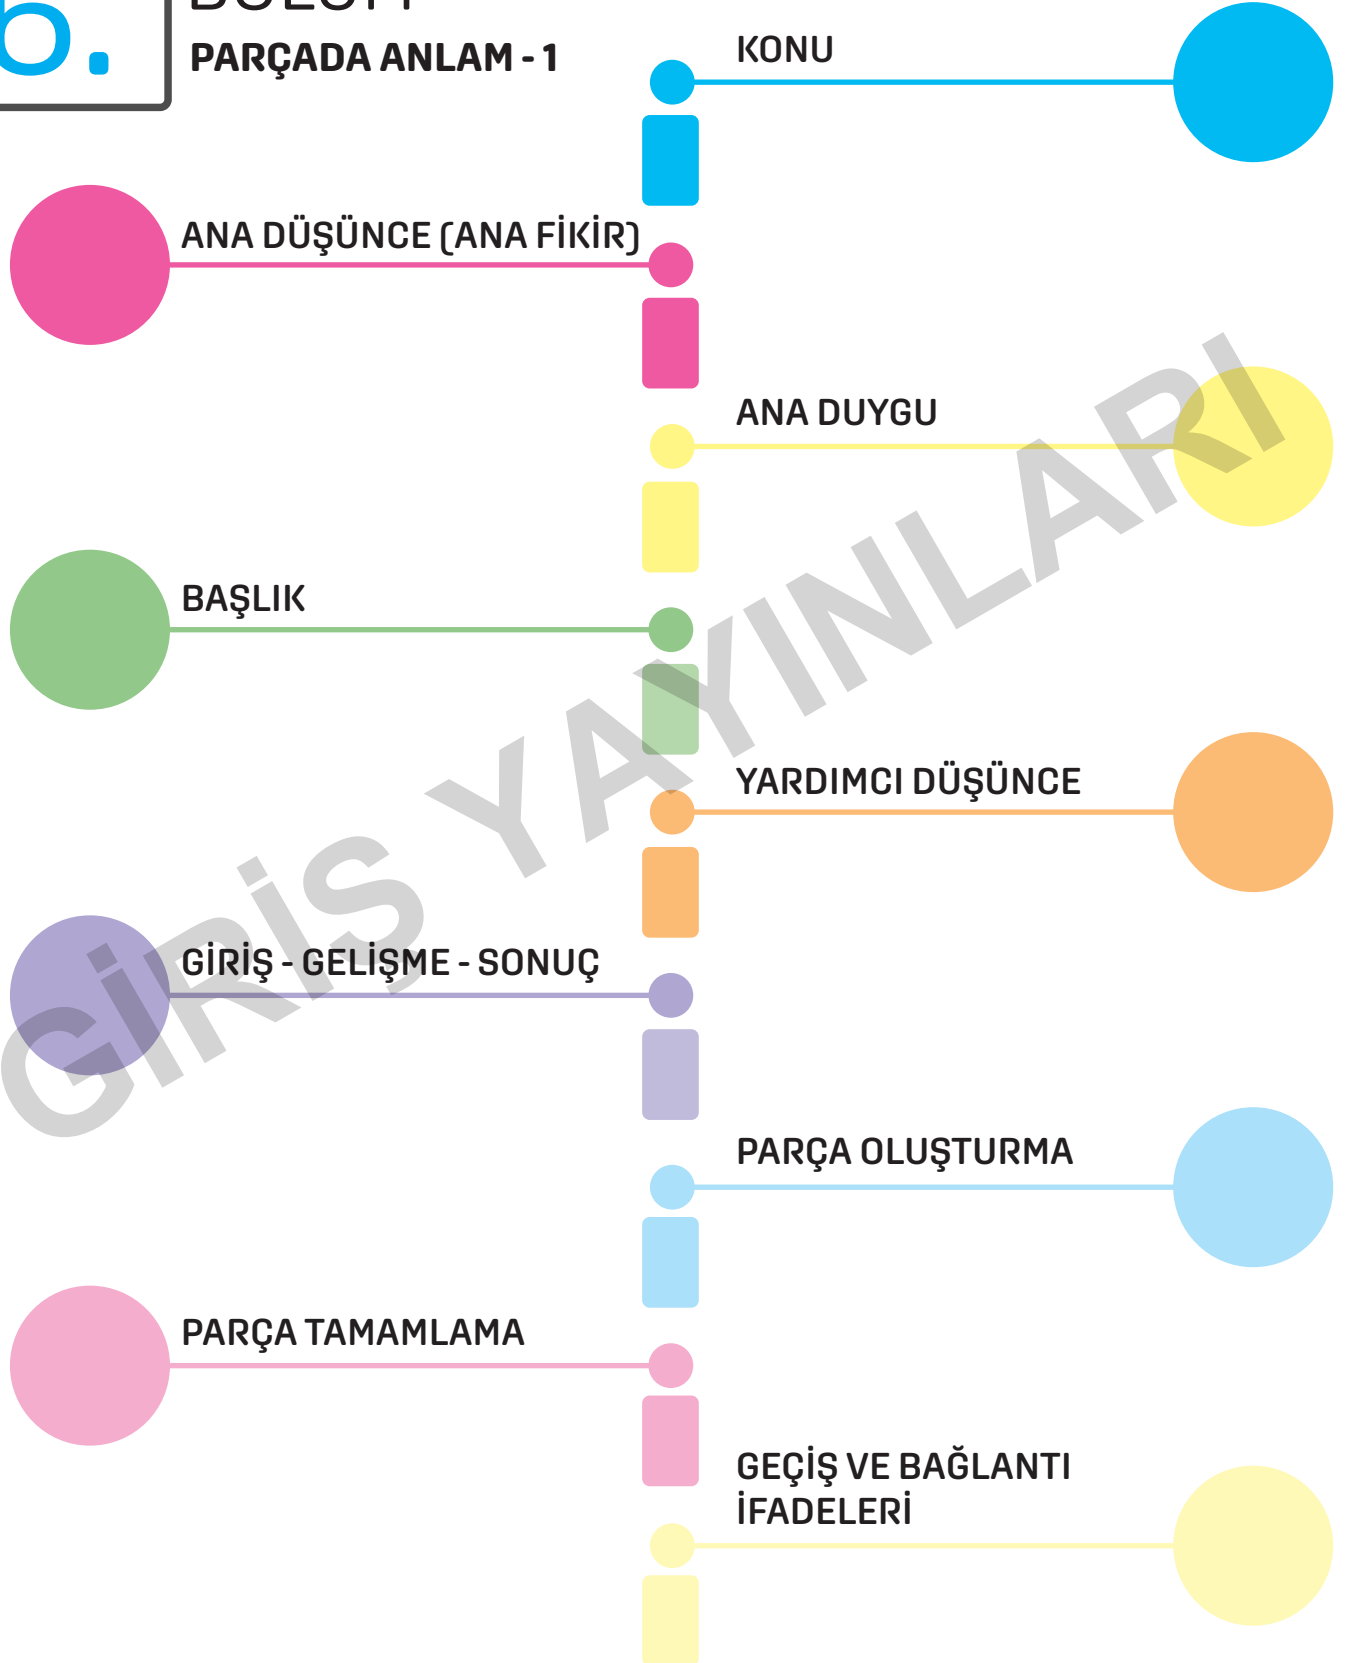 6.
BÖLÜM
PARÇADA ANLAM - 1
KONU
ANA DÜŞÜNCE (ANA FİKİR)
ANA DUYGU
BAŞLIK
YARDIMCI DÜŞÜNCE
GİRİŞ - GELİŞME - SONUÇ
PARÇA OLUŞTURMA
PARÇA TAMAMLAMA
GEÇİŞ VE BAĞLANTI
İFADELERİ
GİRİŞ YAYINLARI